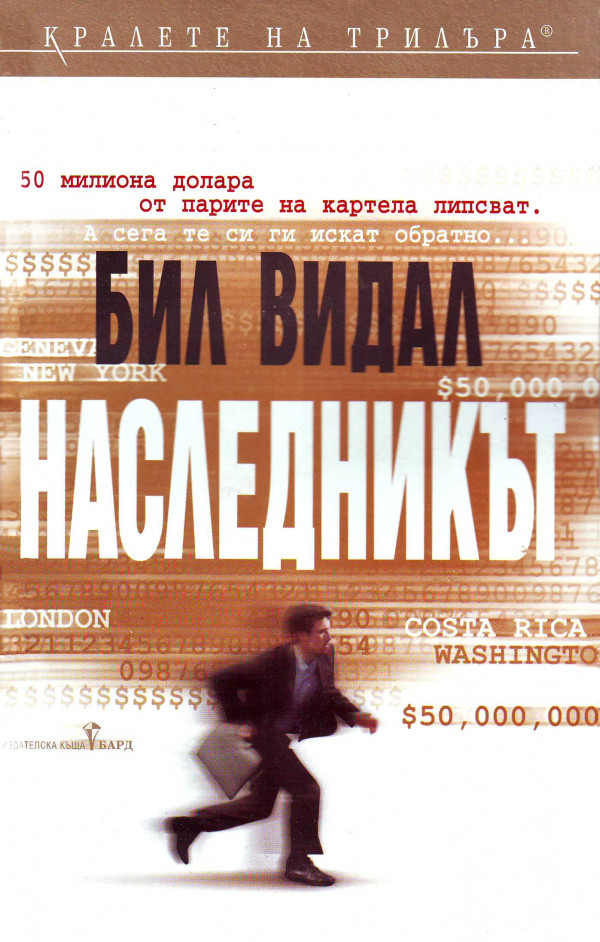 КРАЛЕТЕ НА ТРИЛЪРА®
50 милиона долара
от парите на картела липсват.
А сега те си ги искат обратно...
БИЛ ВИДАЛ
GENEVA
NEW YORK
$50,000,0
НАСЛЕДНИКЪТ
LONDON
COSTA RICA
WASHINGTO
$50,000,000
ИЗДАТЕЛСКА КЪЩА БАРД